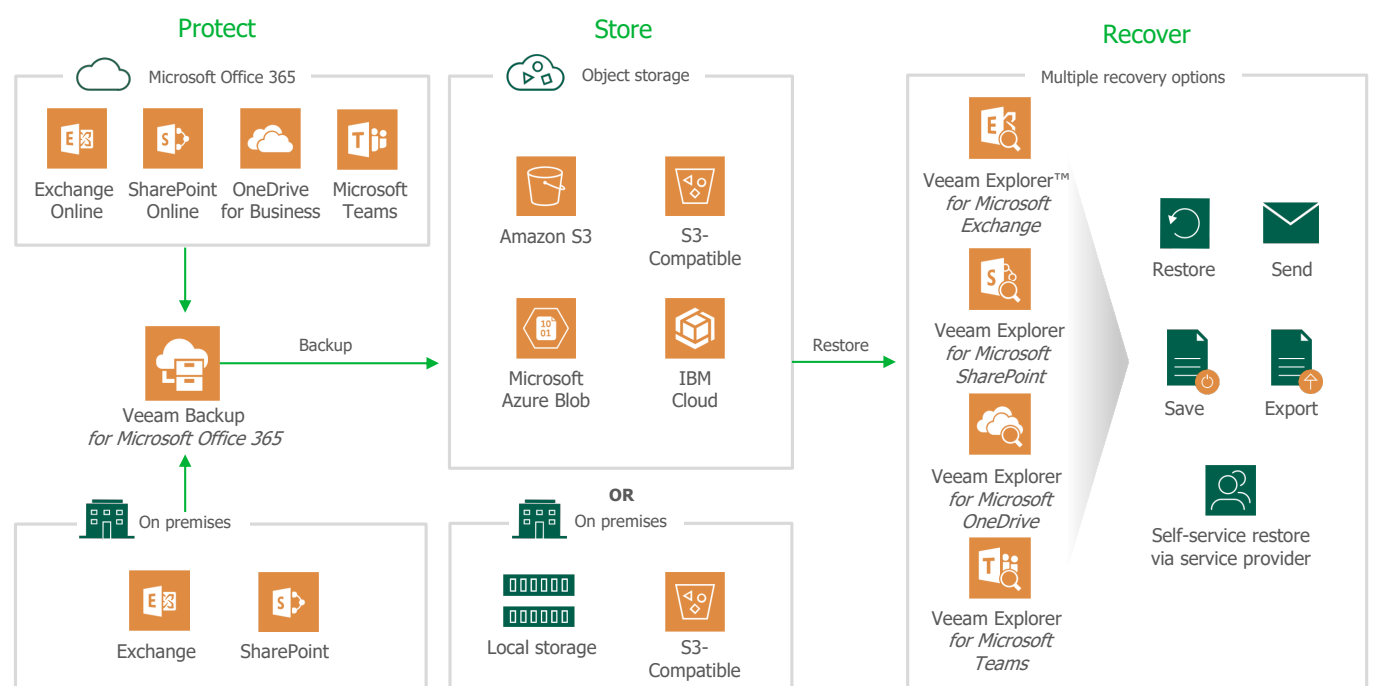 Protect
Microsoft Office 365
Exchange
Online
SharePoint
Online
OneDrive
for Business
Microsoft
Teams
Veeam Backup
for Microsoft Office 365
On premises
Exchange
SharePoint
Backup
Store
Object storage
Amazon S3
S3-
Compatible
10
01
Microsoft
Azure Blob
IBM
Cloud
OR
On premises
Local storage
S3-
Compatible
Restore
Recover
Multiple recovery options
Veeam Explorer™
for Microsoft
Exchange
Veeam Explorer
for Microsoft
SharePoint
Veeam Explorer
for Microsoft
OneDrive
Veeam Explorer
for Microsoft
Teams
Restore
Send
Save
Export
Self-service restore
via service provider